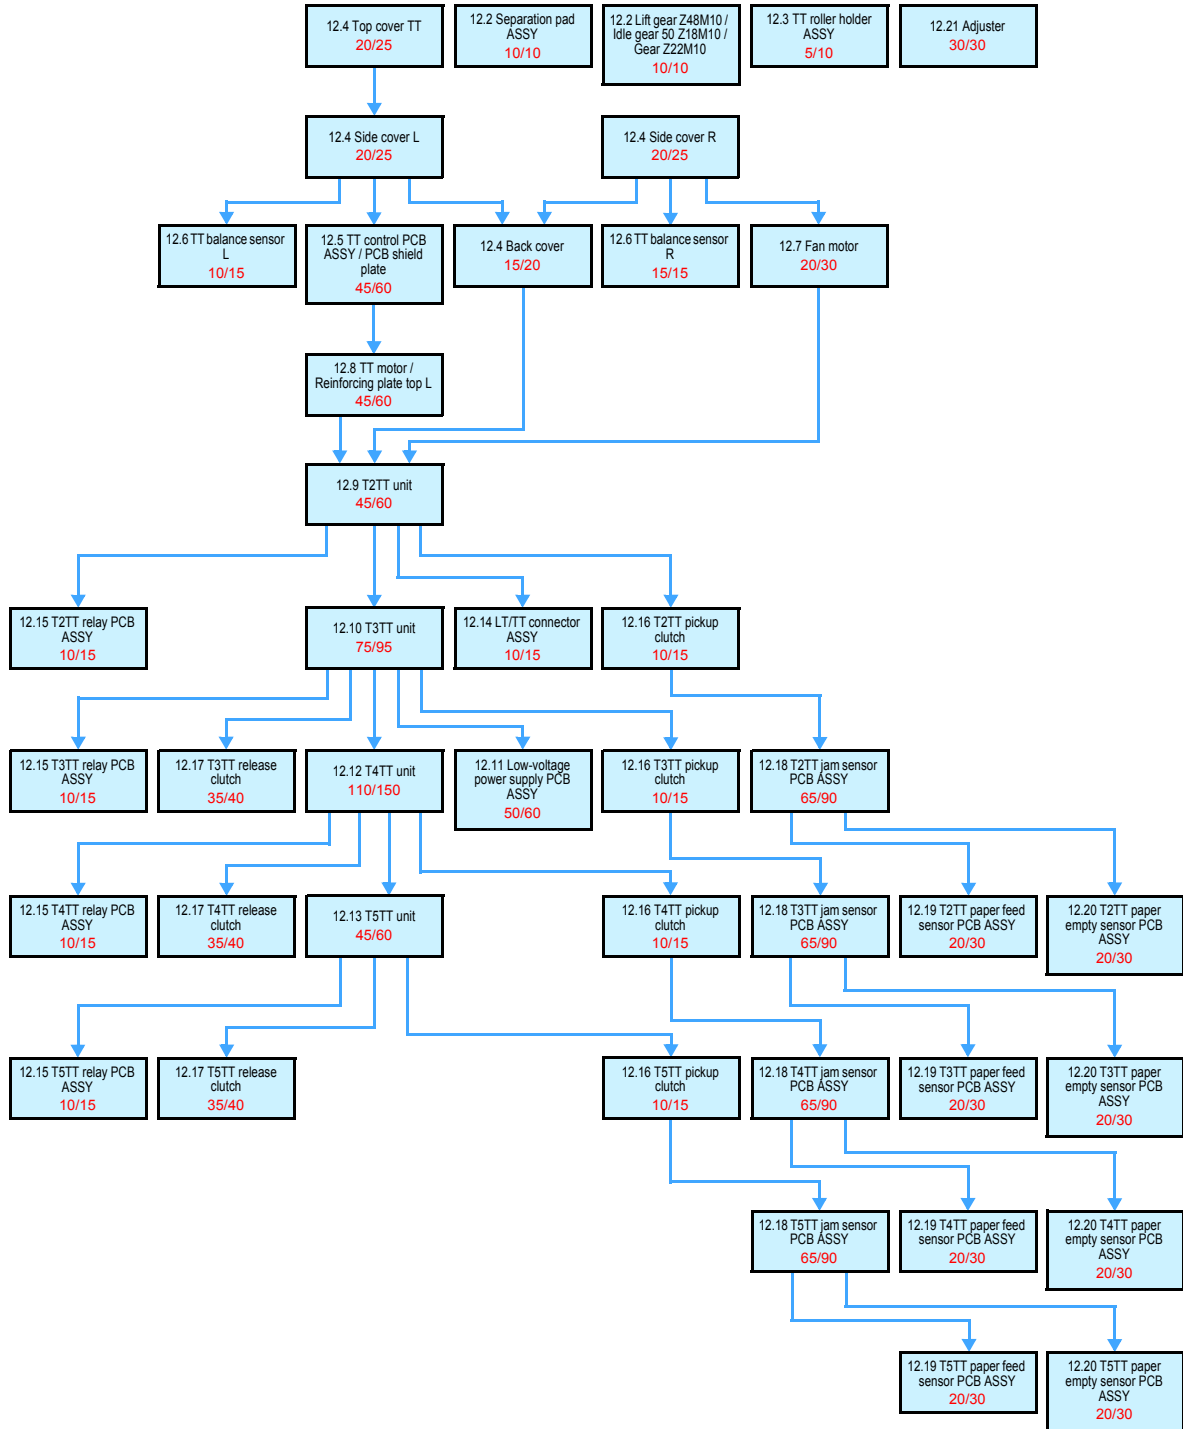 12.4 Top cover TT
20/25
12.2 Separation pad
ASSY
10/10
12.2 Lift gear Z48M10 /
Idle gear 50 Z18M10 /
Gear Z22M10
10/10
12.3 TT roller holder
ASSY
5/10
12.21 Adjuster
30/30
12.4 Side cover L
20/25
12.4 Side cover R
20/25
12.6 TT balance sensor
L
10/15
12.5 TT control PCB
ASSY / PCB shield
plate
45/60
12.4 Back cover
15/20
12.6 TT balance sensor
R
15/15
12.7 Fan motor
20/30
12.8 TT motor /
Reinforcing plate top L
45/60
12.9 T2TT unit
45/60
12.15 T2TT relay PCB
ASSY
10/15
12.10 T3TT unit
75/95
12.14 LT/TT connector
ASSY
10/15
12.16 T2TT pickup
clutch
10/15
12.15 T3TT relay PCB
ASSY
10/15
12.17 T3TT release
clutch
35/40
12.12 T4TT unit
110/150
12.11 Low-voltage
power supply PCB
ASSY
50/60
12.16 T3TT pickup
clutch
10/15
12.18 T2TT jam sensor
PCB ASSY
65/90
12.15 T4TT relay PCB
ASSY
10/15
12.17 T4TT release
clutch
35/40
12.13 T5TT unit
45/60
12.16 T4TT pickup
clutch
10/15
12.18 T3TT jam sensor
PCB ASSY
65/90
12.19 T2TT paper feed
sensor PCB ASSY
20/30
12.20 T2TT paper
empty sensor PCB
ASSY
20/30
12.15 T5TT relay PCB
ASSY
10/15
12.17 T5TT release
clutch
35/40
12.16 T5TT pickup
clutch
10/15
12.18 T4TT jam sensor
PCB ASSY
65/90
12.19 T3TT paper feed
sensor PCB ASSY
20/30
12.20 T3TT paper
empty sensor PCB
ASSY
20/30
12.18 T5TT jam sensor
PCB ASSY
65/90
12.19 T4TT paper feed
sensor PCB ASSY
20/30
12.20 T4TT paper
empty sensor PCB
ASSY
20/30
12.19 T5TT paper feed
sensor PCB ASSY
20/30
12.20 T5TT paper
empty sensor PCB
ASSY
20/30